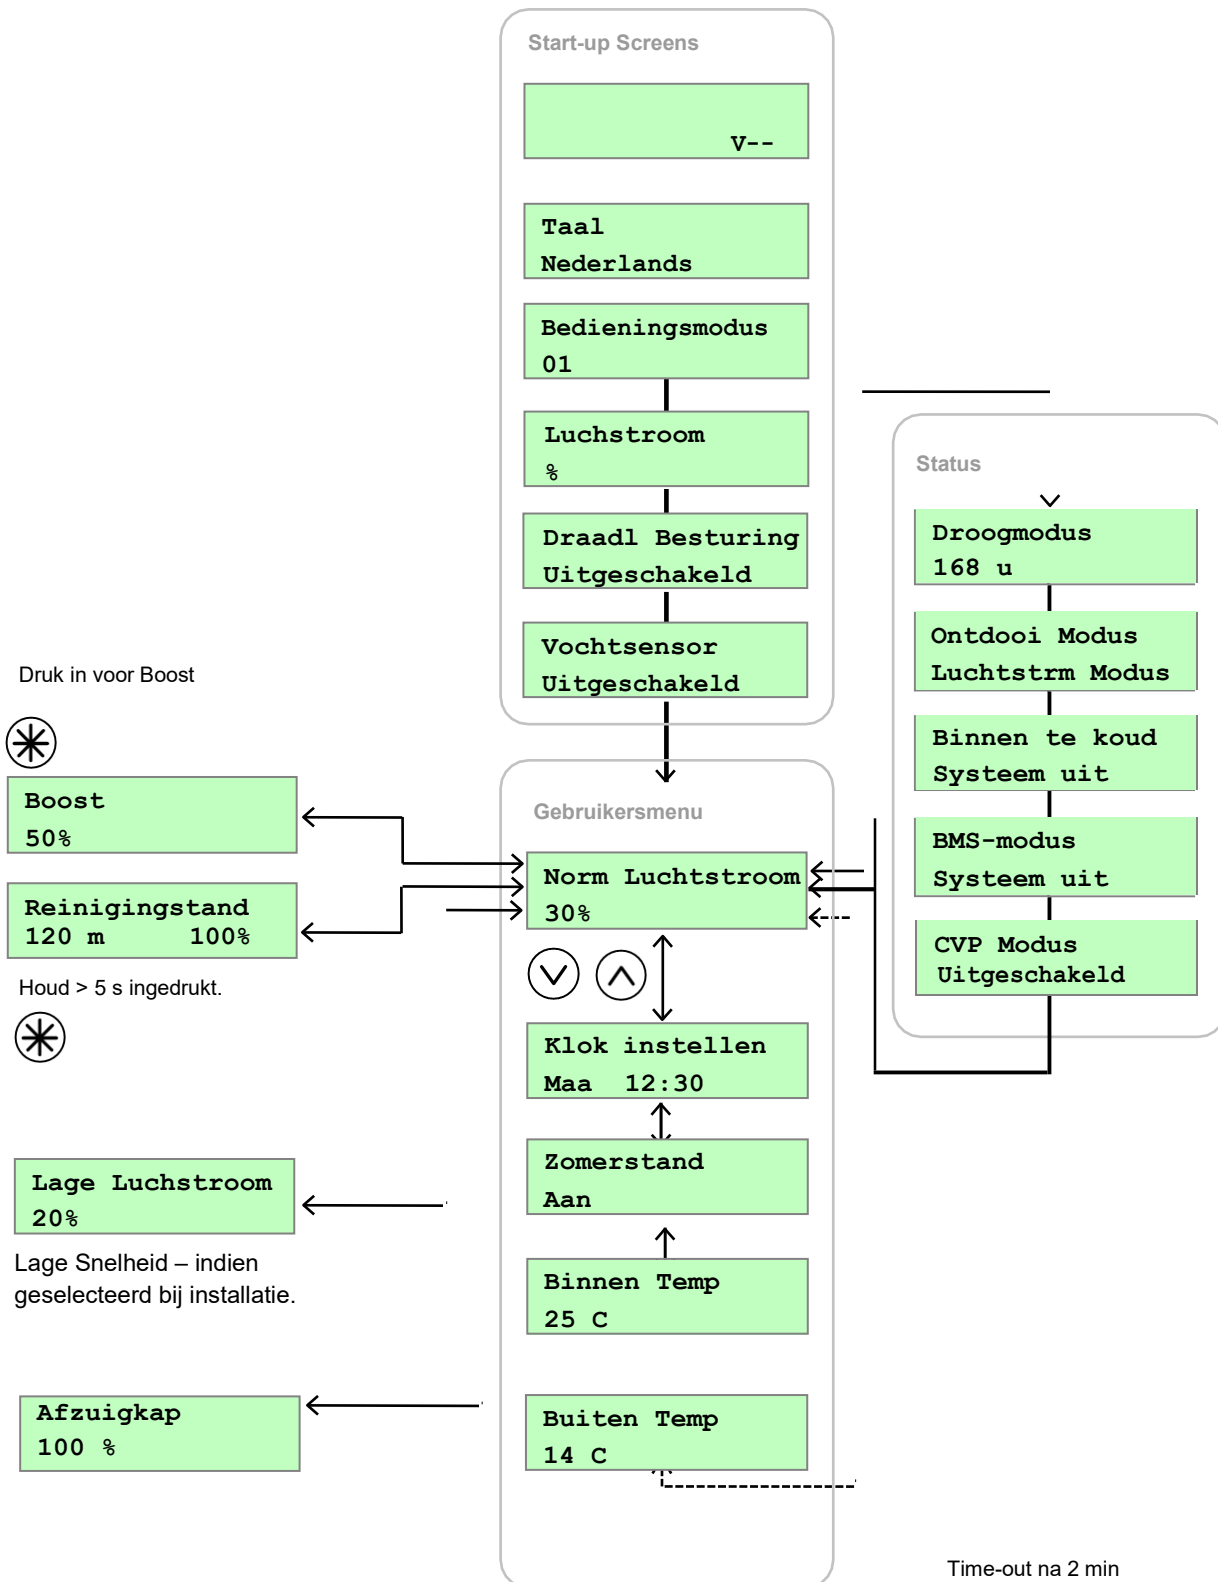 Start-up Screens
V--
Taal
Nederlands
Bedieningsmodus
01
Luchstroom
%
Draadl Besturing
Uitgeschakeld
Vochtsensor
Uitgeschakeld
Status
Droogmodus
168 u
Ontdooi Modus
Luchtstrm Modus
Binnen te koud
Systeem uit
BMS-modus
Systeem uit
CVP Modus
Uitgeschakeld
Druk in voor Boost
Boost
50%
Reinigingstand
120 m 100%
Houd > 5 s ingedrukt.
Gebruikersmenu
Norm Luchtstroom
30%
Klok instellen
Maa 12:30
Zomerstand
Aan
Binnen Temp
25 C
Buiten Temp
14 C
Lage Luchstroom
20%
Lage Snelheid – indien
geselecteerd bij installatie.
Afzuigkap
100 %
Time-out na 2 min